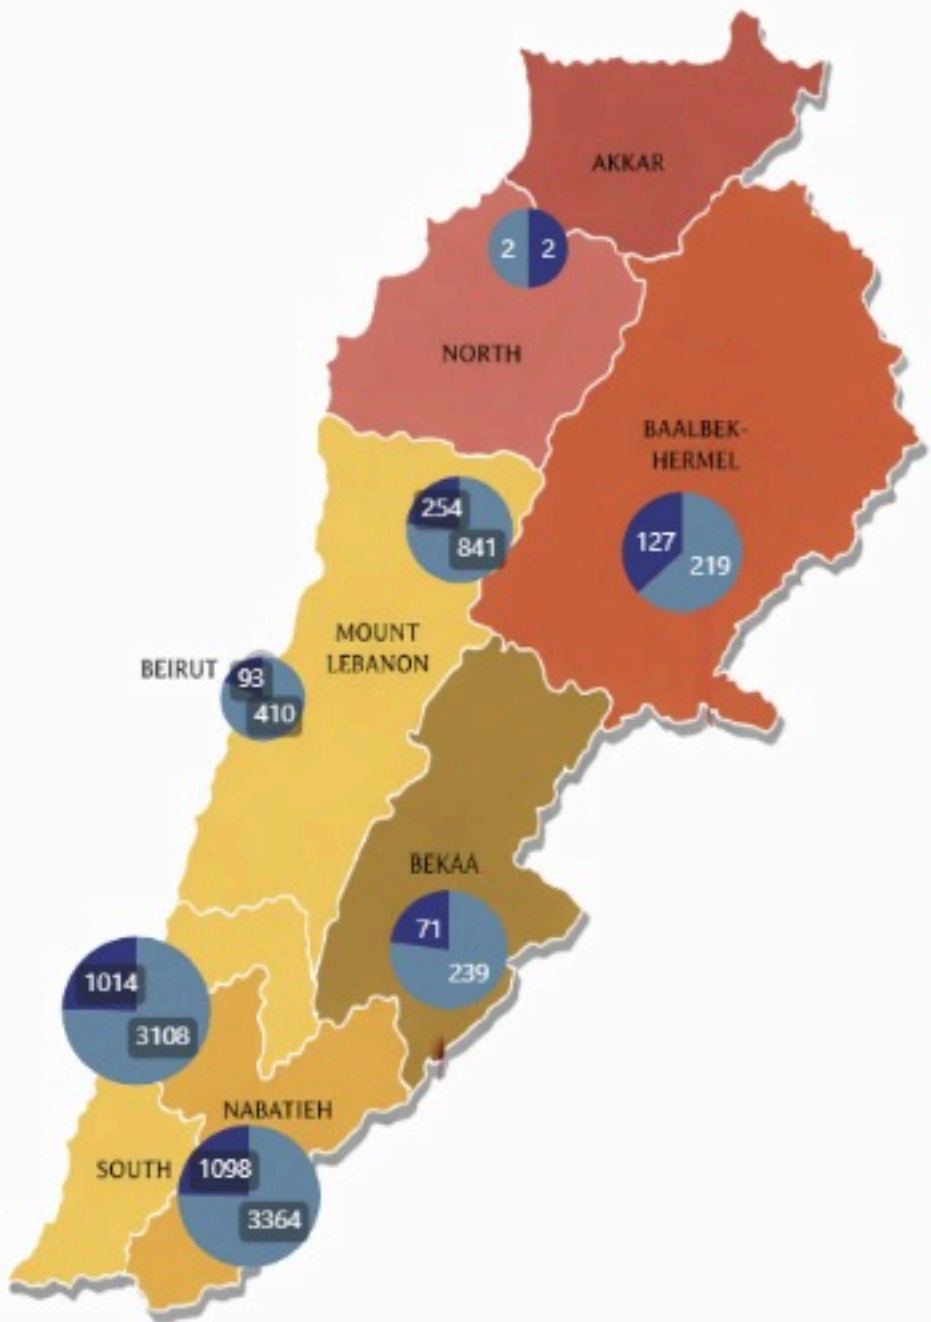 AKKAR
2 2
NORTH
BAALBEK-
HERMEL
254
841
127
219
MOUNT
LEBANON
BEIRUT
93
410
BEKAA
71
239
1014
3108
NABATIEH
SOUTH
1098
3364